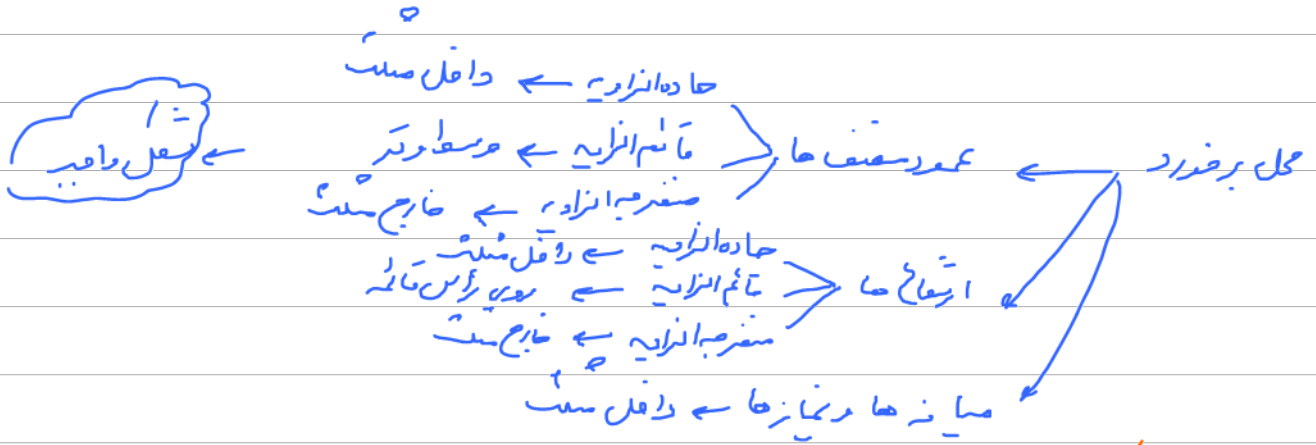 حاده الزاویه ← داخل مثلث
محل برخورد ← عمود منصف ها قائم الزاویه ← وسط وتر ←
منفرجه الزاویه ← خارج مثلث
حاده الزاویه ← داخل مثلث
ارتفاع ها قائم الزاویه ← روی رأس قائمه
منفرجه الزاویه ← خارج مثلث
میانه ها و نیمسازها ← داخل مثلث